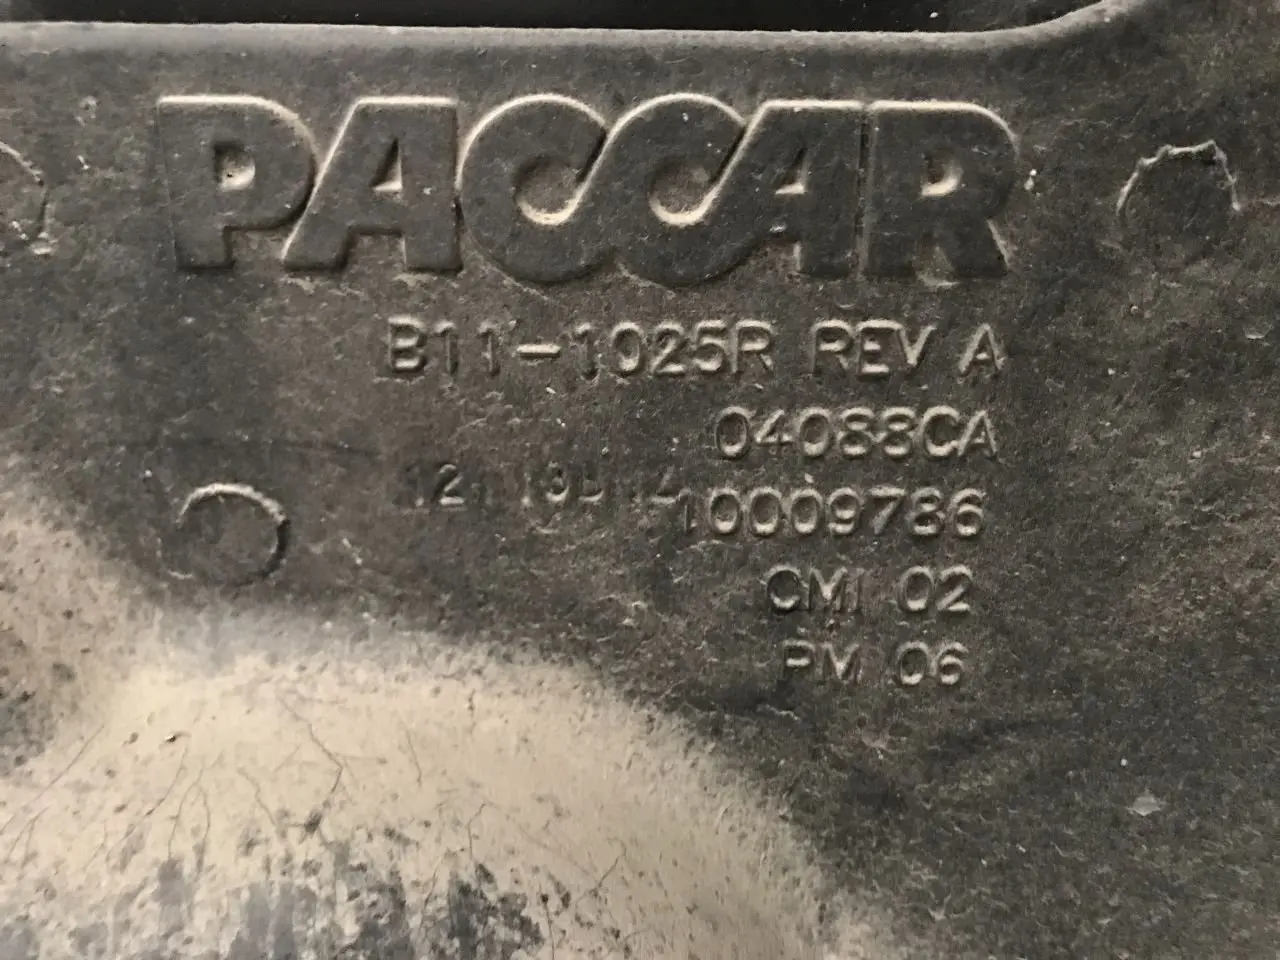 PACCAR
B11-1025R REV A
04088CA
10009786
CMI 02
PM 06